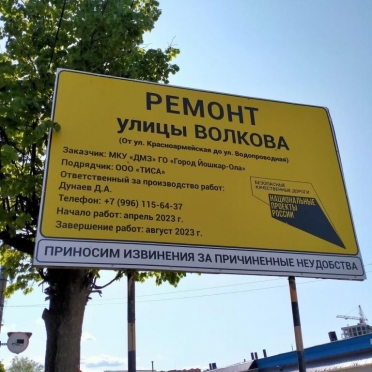 РЕМОНТ
УЛИЦЫ ВОЛКОВА
(От ул. Красноармейская до ул. Водопроводная)
Заказчик: МКУ „ДМЗ» ГО «Город Йошкар-Ола"
Подрядчик: ООО «ТИСА»
Ответственный за производство работ:
Дунаев Д.А.
Телефон: +7 (996) 115-64-37
Начало работ: апрель 2023 г.
Завершение работ: август 2023 г.
БЕЗОПАСНЫЕ
КАЧЕСТВЕННЫЕ ДОРОГИ
НАЦИОНАЛЬНЫЕ
ПРОЕКТЫ
РОССИИ
ПРИНОСИМ ИЗВИНЕНИЯ ЗА ПРИЧИНЕННЫЕ НЕУДОБСТВА